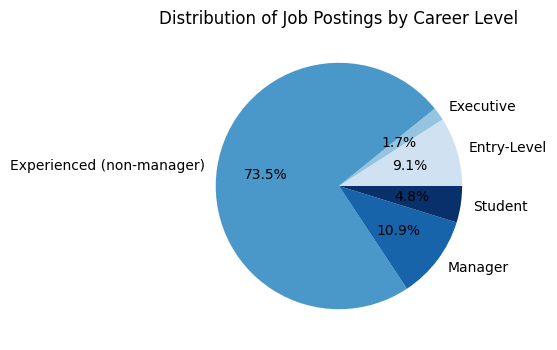 Distribution of Job Postings by Career Level
Executive
1.7%
Entry-Level
9.1%
Experienced (non-manager)
73.5%
4.8%
Student
10.9%
Manager